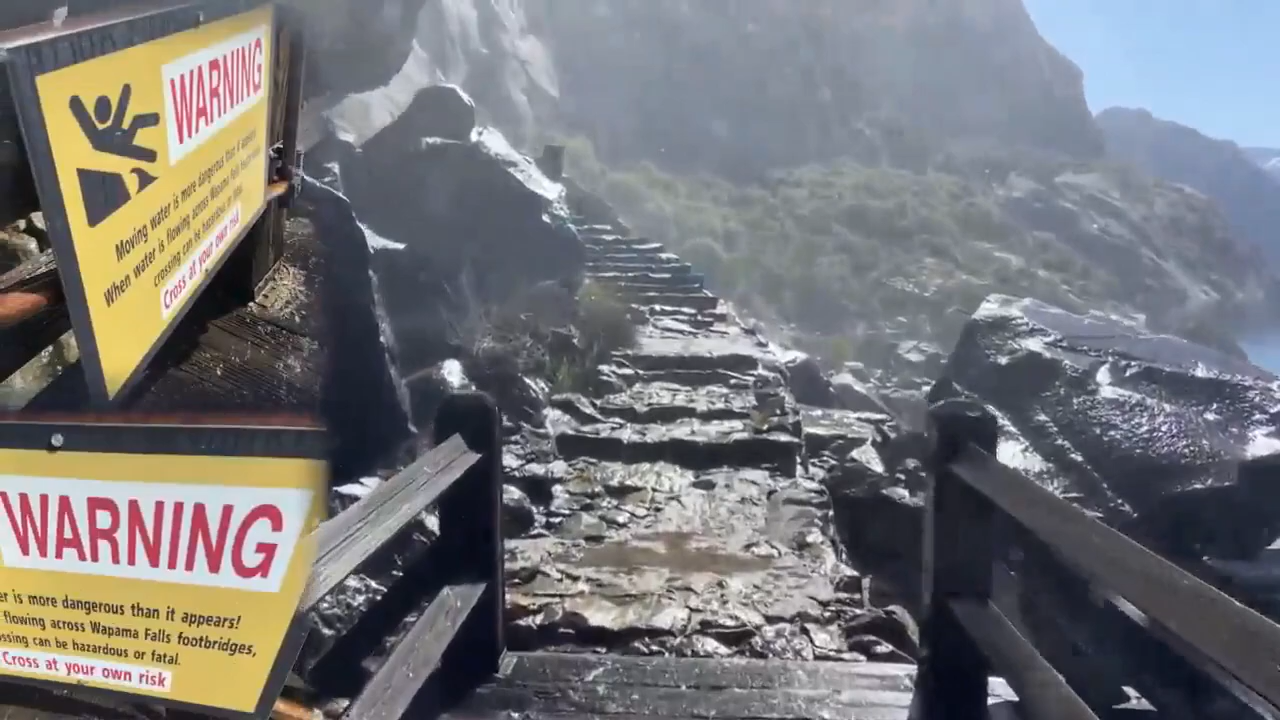 WARNING
Moving water is more dangerous than it appears
When water is flowing across Wapama Falls footbridges
crossing can be hazardous or fatal.
Cross at your own risk
WARNING
er is more dangerous than it appears!
flowing across Wapama Falls footbridges,
ossing can be hazardous or fatal.
Cross at your own risk